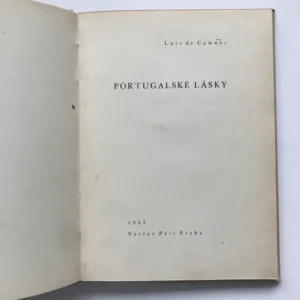 Luis de Camões
PORTUGALSKÉ LÁSKY
Václav Petr Praha